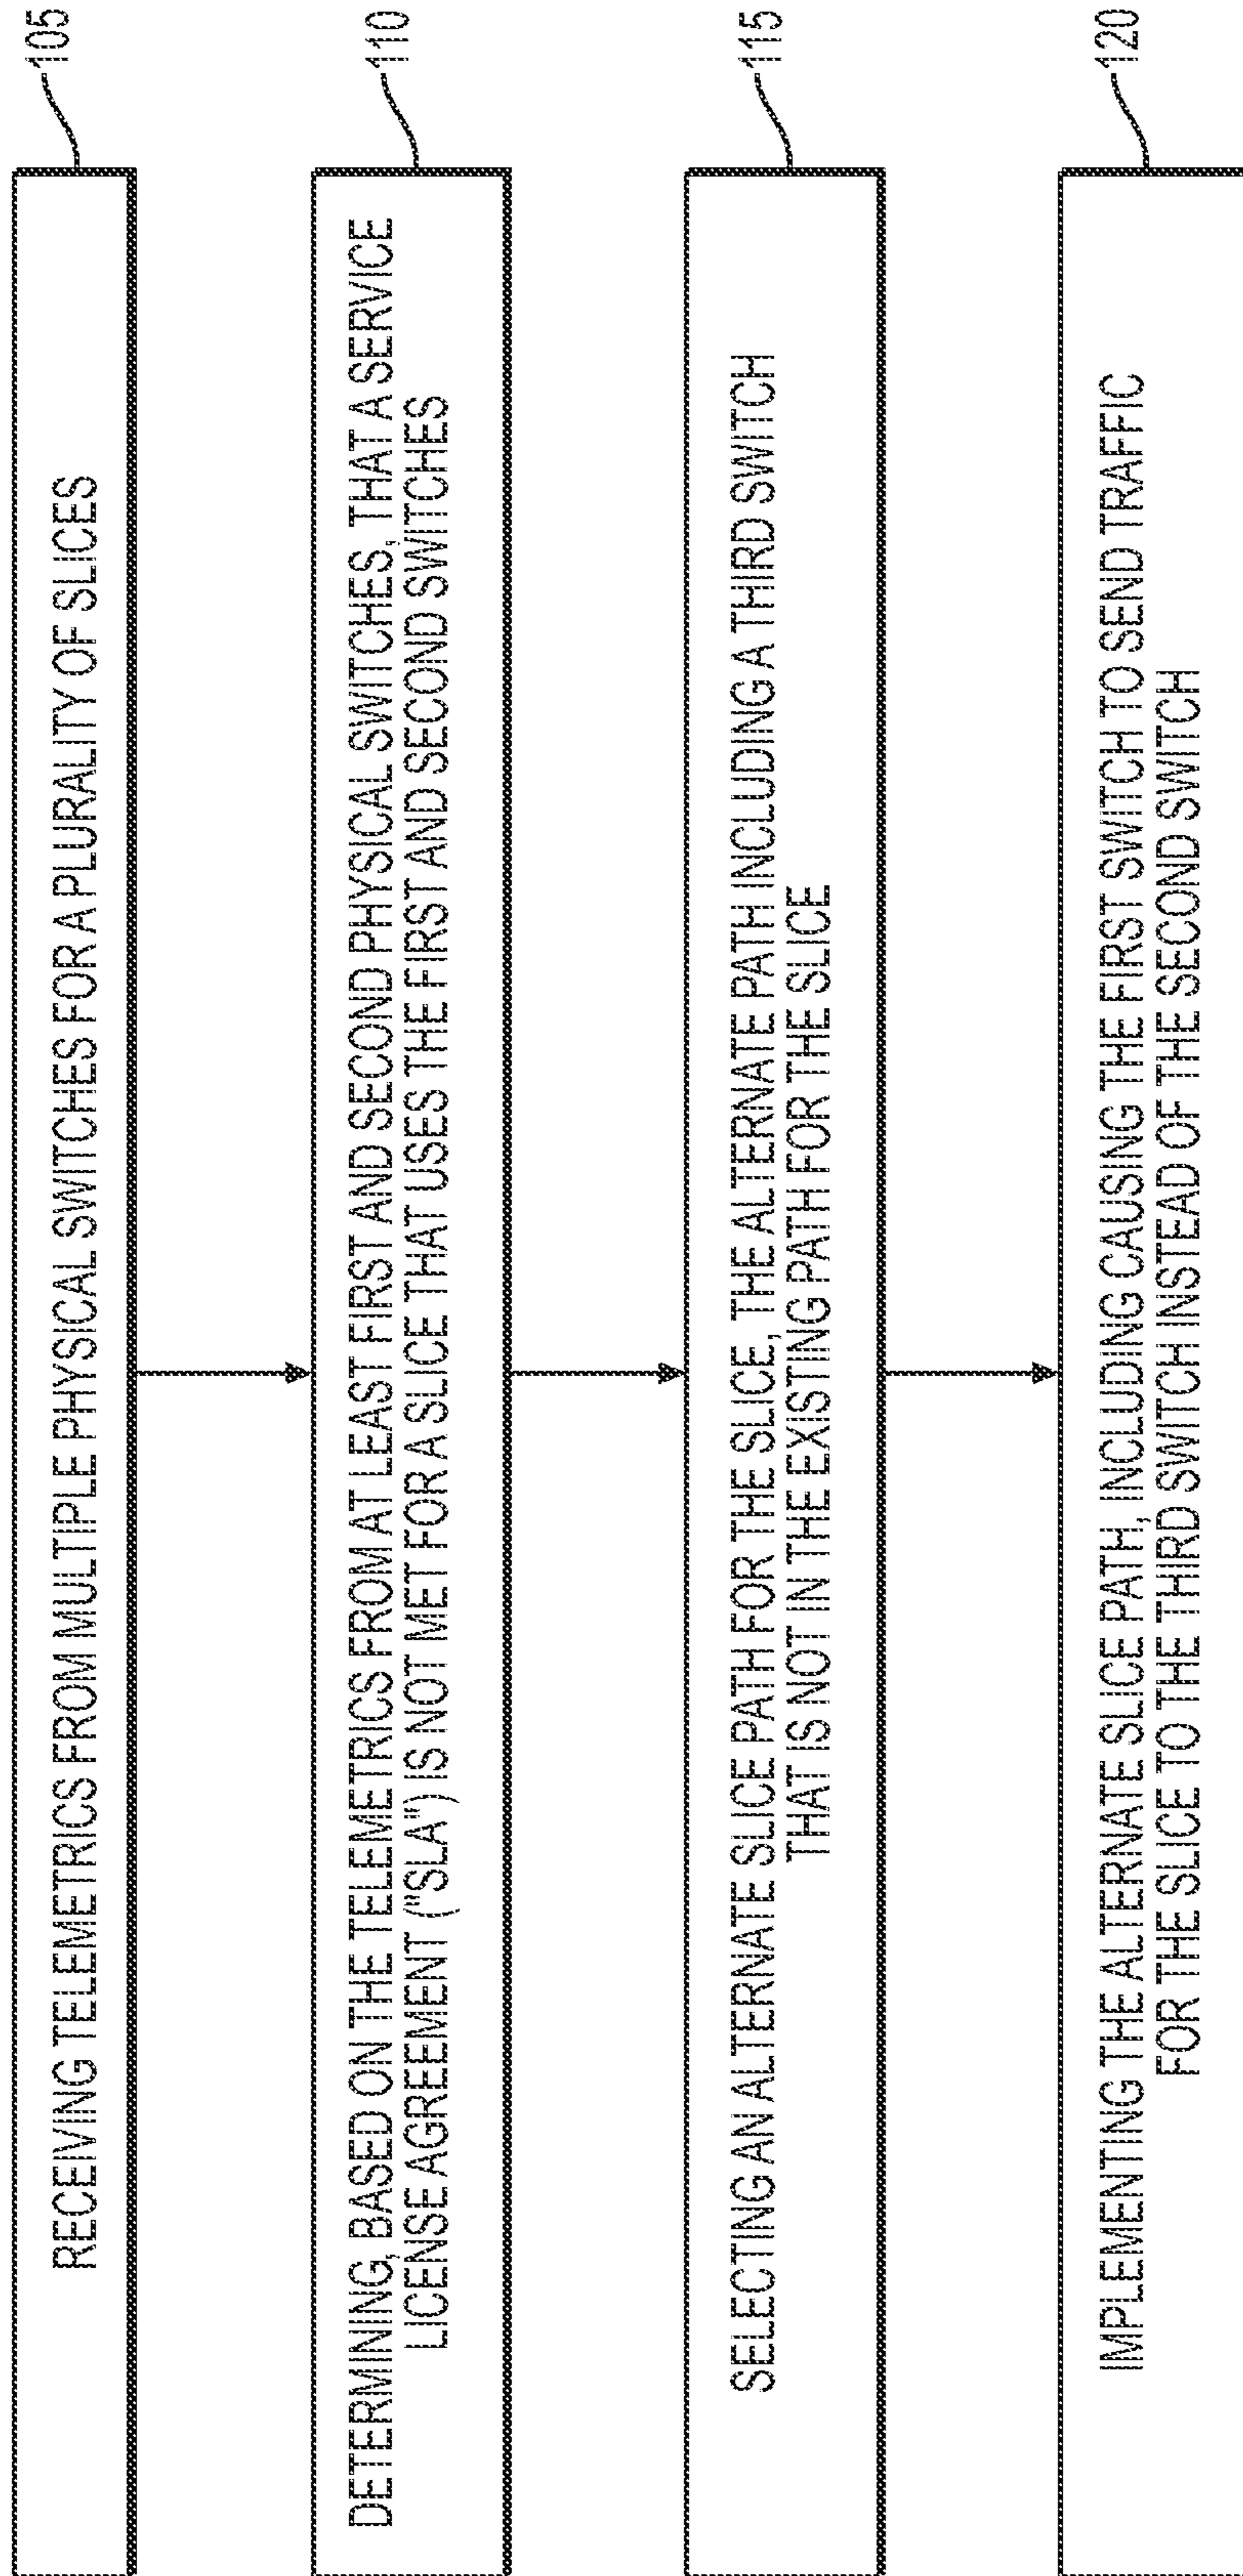 RECEIVING TELEMETRICS FROM MULTIPLE PHYSICAL SWITCHES FOR A PLURALITY OF SLICES
105
DETERMINING, BASED ON THE TELEMETRICS FROM AT LEAST FIRST AND SECOND PHYSICAL SWITCHES, THAT A SERVICE
LICENSE AGREEMENT ("SLA") IS NOT MET FOR A SLICE THAT USES THE FIRST AND SECOND SWITCHES
110
SELECTING AN ALTERNATE SLICE PATH FOR THE SLICE, THE ALTERNATE PATH INCLUDING A THIRD SWITCH
THAT IS NOT IN THE EXISTING PATH FOR THE SLICE
115
IMPLEMENTING THE ALTERNATE SLICE PATH, INCLUDING CAUSING THE FIRST SWITCH TO SEND TRAFFIC
FOR THE SLICE TO THE THIRD SWITCH INSTEAD OF THE SECOND SWITCH
120